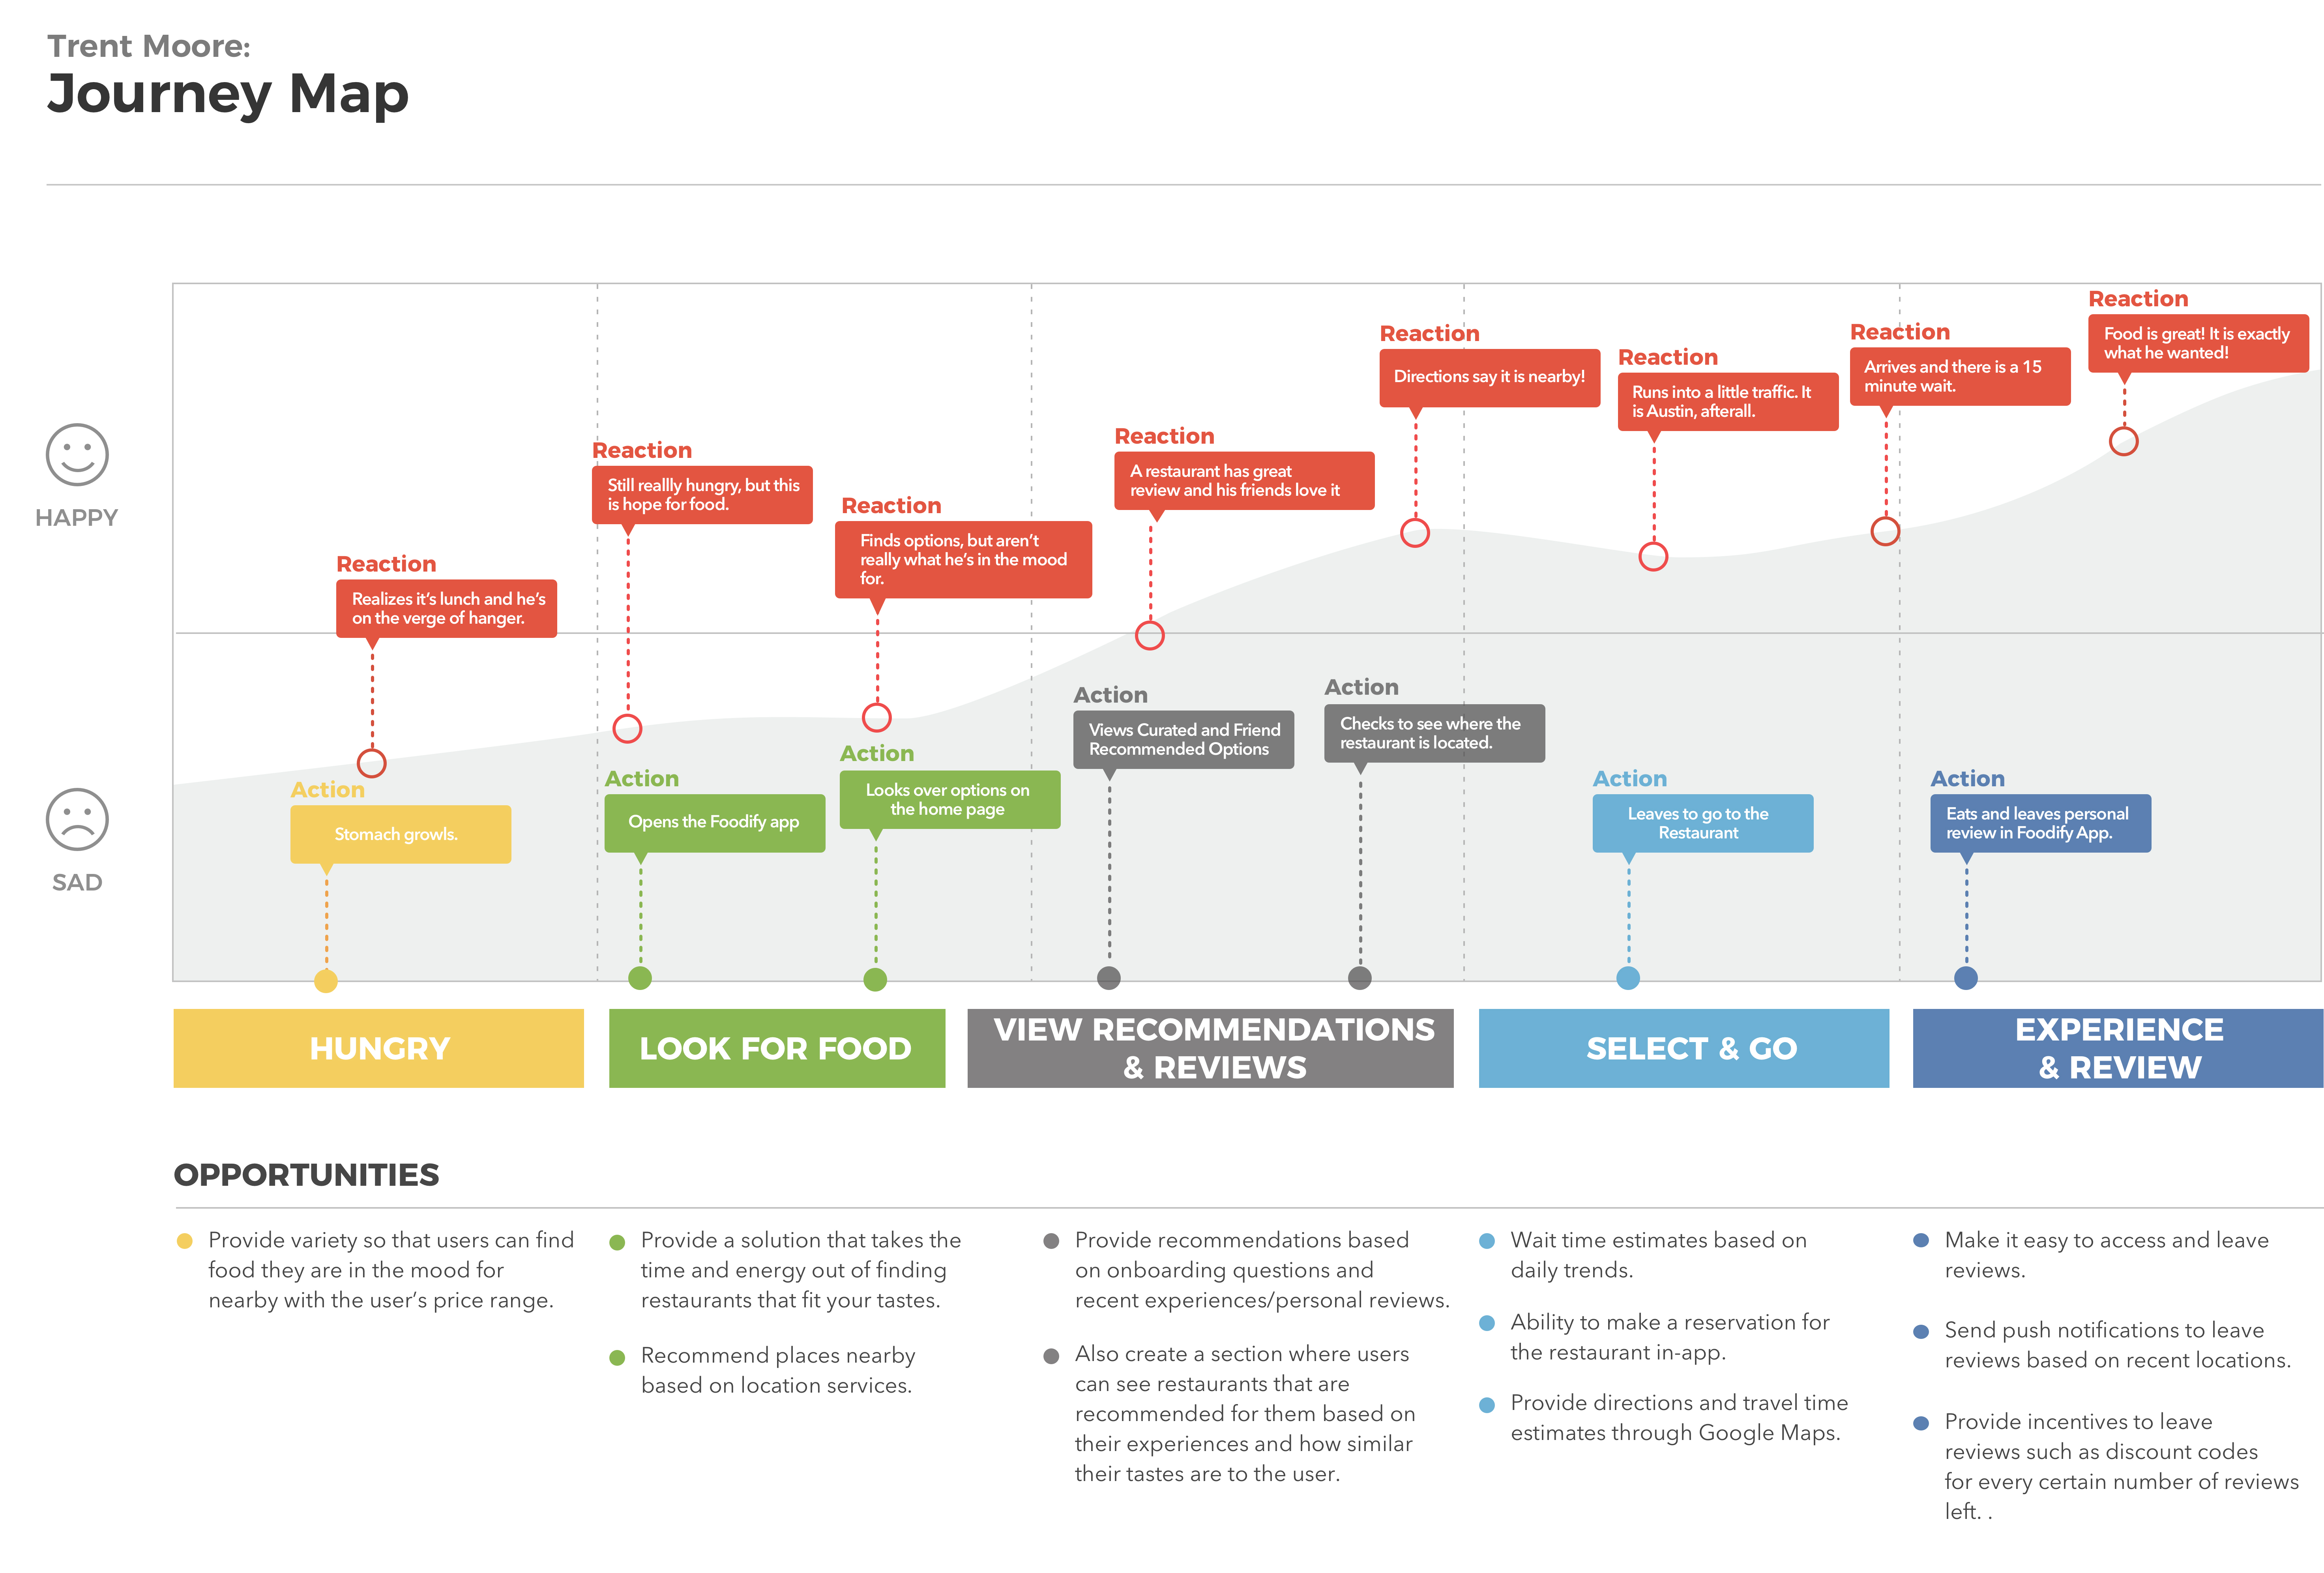 Trent Moore:
Journey Map
HAPPY
SAD
Reaction
Realizes it's lunch and he's
on the verge of hanger.
Action
Stomach growls.
Reaction
Still reallly hungry, but this
is hope for food.
Action
Opens the Foodify app
Reaction
Finds options, but aren't
really what he's in the mood
for.
Action
Looks over options on
the home page
Reaction
A restaurant has great
review and his friends love it
Action
Views Curated and Friend
Recommended Options
Reaction
Directions say it is nearby!
Action
Checks to see where the
restaurant is located.
Reaction
Runs into a little traffic. It
is Austin, afterall.
Action
Leaves to go to the
Restaurant
Reaction
Arrives and there is a 15
minute wait.
Reaction
Food is great! It is exactly
what he wanted!
Action
Eats and leaves personal
review in Foodify App.
HUNGRY
LOOK FOR FOOD
VIEW RECOMMENDATIONS
& REVIEWS
SELECT & GO
EXPERIENCE
& REVIEW
OPPORTUNITIES
Provide variety so that users can find
food they are in the mood for
nearby with the user's price range.
Provide a solution that takes the
time and energy out of finding
restaurants that fit your tastes.
Recommend places nearby
based on location services.
Provide recommendations based
on onboarding questions and
recent experiences/personal reviews.
Also create a section where users
can see restaurants that are
recommended for them based on
their experiences and how similar
their tastes are to the user.
Wait time estimates based on
daily trends.
Ability to make a reservation for
the restaurant in-app.
Provide directions and travel time
estimates through Google Maps.
Make it easy to access and leave
reviews.
Send push notifications to leave
reviews based on recent locations.
Provide incentives to leave
reviews such as discount codes
for every certain number of reviews
left. .